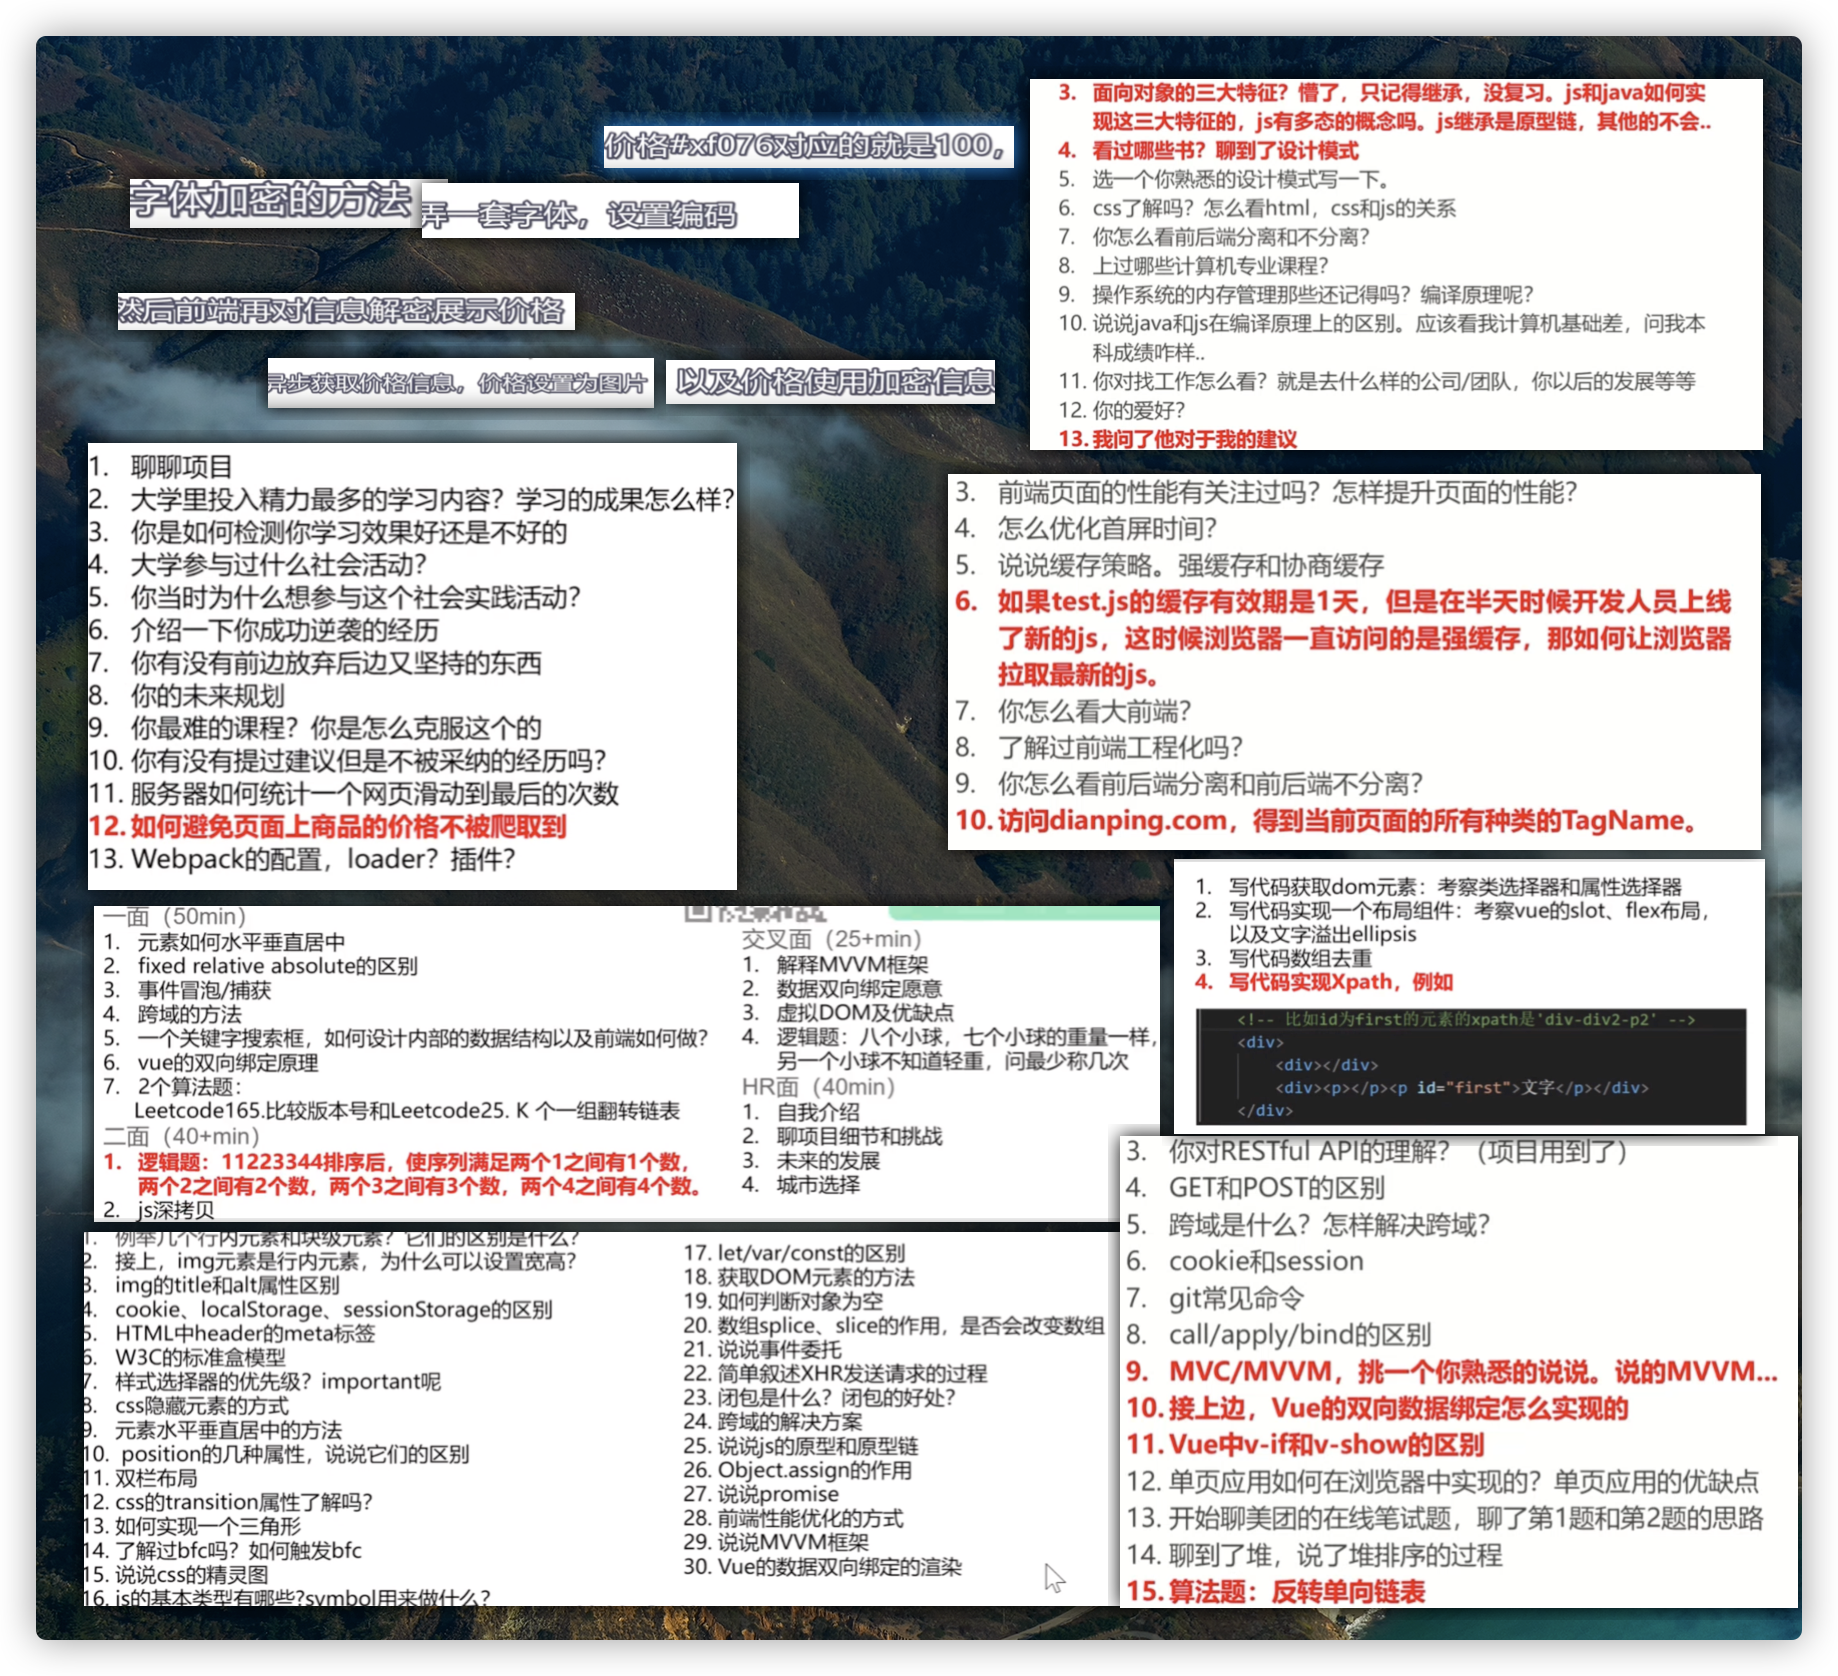 价格#xf076对应的就是100，
字体加密的方法
弄一套字体，设置编码
然后前端再对信息解密展示价格
异步获取价格信息，价格设置为图片
以及价格使用加密信息
3. 面向对象的三大特征？懵了，只记得继承，没复习。js和java如何实
现这三大特征的，js有多态的概念吗。js继承是原型链，其他的不会..
4. 看过哪些书？聊到了设计模式
5. 选一个你熟悉的设计模式写一下。
6. css了解吗？怎么看html，css和js的关系
7. 你怎么看前后端分离和不分离？
8. 上过哪些计算机专业课程？
9. 操作系统的内存管理那些还记得吗？编译原理呢？
10. 说说java和js在编译原理上的区别。应该看我计算机基础差，问我本
科成绩咋样..
11. 你对找工作怎么看？就是去什么样的公司/团队，你以后的发展等等
12. 你的爱好？
13. 我问了他对于我的建议
1. 聊聊项目
2. 大学里投入精力最多的学习内容？学习的成果怎么样？
3. 你是如何检测你学习效果好还是不好的
4. 大学参与过什么社会活动？
5. 你当时为什么想参与这个社会实践活动？
6. 介绍一下你成功逆袭的经历
7. 你有没有前边放弃后边又坚持的东西
8. 你的未来规划
9. 你最难的课程？你是怎么克服这个的
10. 你有没有提过建议但是不被采纳的经历吗？
11. 服务器如何统计一个网页滑动到最后的次数
12. 如何避免页面上商品的价格不被爬取到
13. Webpack的配置，loader？插件？
3. 前端页面的性能有关注过吗？怎样提升页面的性能？
4. 怎么优化首屏时间？
5. 说说缓存策略。强缓存和协商缓存
6. 如果test.js的缓存有效期是1天，但是在半天时候开发人员上线
了新的js，这时候浏览器一直访问的是强缓存，那如何让浏览器
拉取最新的js。
7. 你怎么看大前端？
8. 了解过前端工程化吗？
9. 你怎么看前后端分离和前后端不分离？
10. 访问dianping.com，得到当前页面的所有种类的TagName。
1. 写代码获取dom元素：考察类选择器和属性选择器
2. 写代码实现一个布局组件：考察vue的slot、flex布局，
以及文字溢出ellipsis
3. 写代码数组去重
4. 写代码实现Xpath，例如
<!-- 比如id为first的元素的xpath是'div-div2-p2' -->
<div>
<div></div>
<div><p></p><p id="first">文字</p></div>
</div>
一面（50min）
1. 元素如何水平垂直居中
2. fixed relative absolute的区别
3. 事件冒泡/捕获
4. 跨域的方法
5. 一个关键字搜索框，如何设计内部的数据结构以及前端如何做？
6. vue的双向绑定原理
7. 2个算法题：
Leetcode165.比较版本号和Leetcode25. K 个一组翻转链表
二面（40+min）
1. 逻辑题：11223344排序后，使序列满足两个1之间有1个数，
两个2之间有2个数，两个3之间有3个数，两个4之间有4个数。
2. js深拷贝
交叉面（25+min）
1. 解释MVVM框架
2. 数据双向绑定愿意
3. 虚拟DOM及优缺点
4. 逻辑题：八个小球，七个小球的重量一样，
另一个小球不知道轻重，问最少称几次
HR面（40min）
1. 自我介绍
2. 聊项目细节和挑战
3. 未来的发展
4. 城市选择
1. 例举几个行内元素和块级元素？它们的区别是什么？
2. 接上，img元素是行内元素，为什么可以设置宽高？
3. img的title和alt属性区别
4. cookie、localStorage、sessionStorage的区别
5. HTML中header的meta标签
6. W3C的标准盒模型
7. 样式选择器的优先级？important呢
8. css隐藏元素的方式
9. 元素水平垂直居中的方法
10. position的几种属性，说说它们的区别
11. 双栏布局
12. css的transition属性了解吗？
13. 如何实现一个三角形
14. 了解过bfc吗？如何触发bfc
15. 说说css的精灵图
16. js的基本类型有哪些?symbol用来做什么？
17. let/var/const的区别
18. 获取DOM元素的方法
19. 如何判断对象为空
20. 数组splice、slice的作用，是否会改变数组
21. 说说事件委托
22. 简单叙述XHR发送请求的过程
23. 闭包是什么？闭包的好处？
24. 跨域的解决方案
25. 说说js的原型和原型链
26. Object.assign的作用
27. 说说promise
28. 前端性能优化的方式
29. 说说MVVM框架
30. Vue的数据双向绑定的渲染
3. 你对RESTful API的理解？（项目用到了）
4. GET和POST的区别
5. 跨域是什么？怎样解决跨域？
6. cookie和session
7. git常见命令
8. call/apply/bind的区别
9. MVC/MVVM，挑一个你熟悉的说说。说的MVVM...
10. 接上边，Vue的双向数据绑定怎么实现的
11. Vue中v-if和v-show的区别
12. 单页应用如何在浏览器中实现的？单页应用的优缺点
13. 开始聊美团的在线笔试题，聊了第1题和第2题的思路
14. 聊到了堆，说了堆排序的过程
15. 算法题：反转单向链表